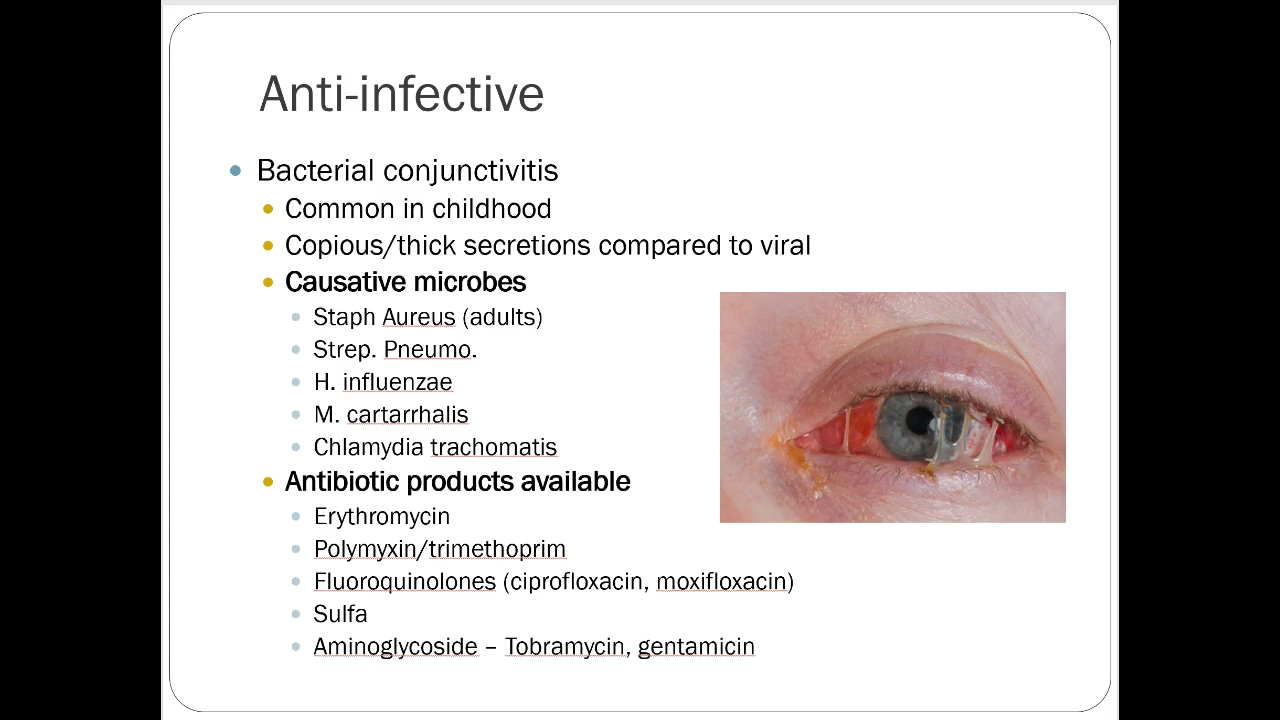 Anti-infective
Bacterial conjunctivitis
Common in childhood
Copious/thick secretions compared to viral
Causative microbes
Staph Aureus (adults)
Strep. Pneumo.
H. influenzae
M. cartarrhalis
Chlamydia trachomatis
Antibiotic products available
Erythromycin
Polymyxin/trimethoprim
Fluoroquinolones (ciprofloxacin, moxifloxacin)
Sulfa
Aminoglycoside – Tobramycin, gentamicin